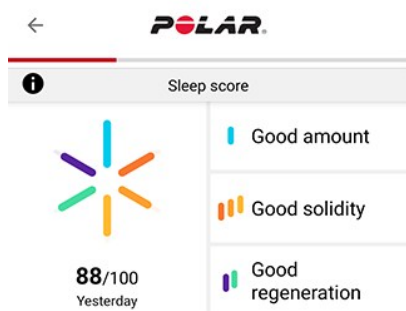 POLAR
Sleep score
Good amount
Good solidity
88/100
Yesterday
Good
regeneration